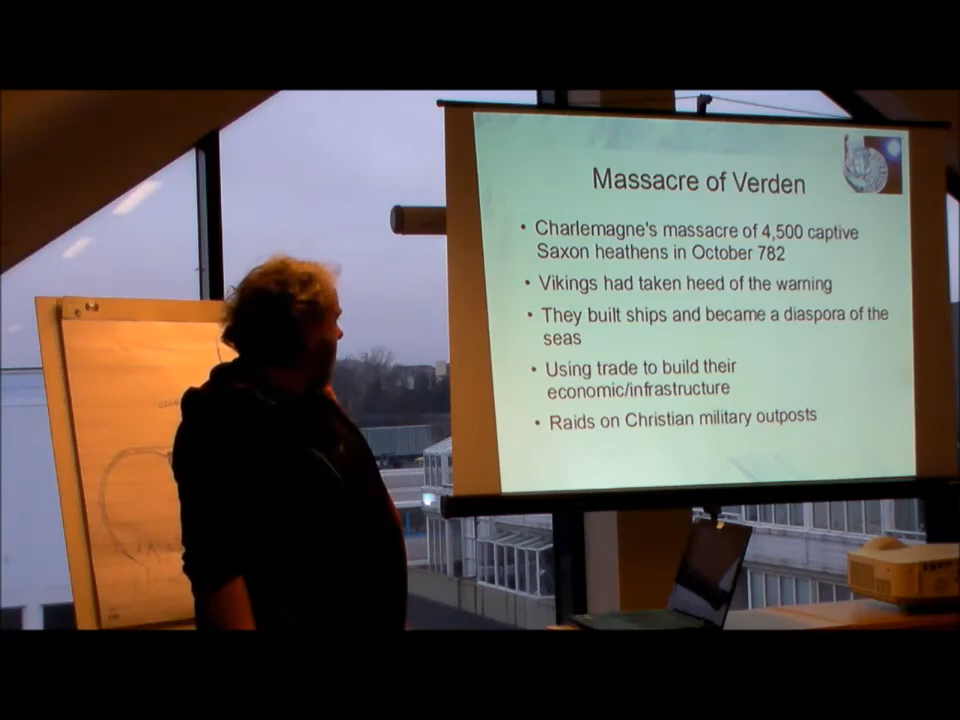 Massacre of Verden
• Charlemagne's massacre of 4,500 captive
Saxon heathens in October 782
• Vikings had taken heed of the warning
• They built ships and became a diaspora of the
seas
• Using trade to build their
economic/infrastructure
• Raids on Christian military outposts